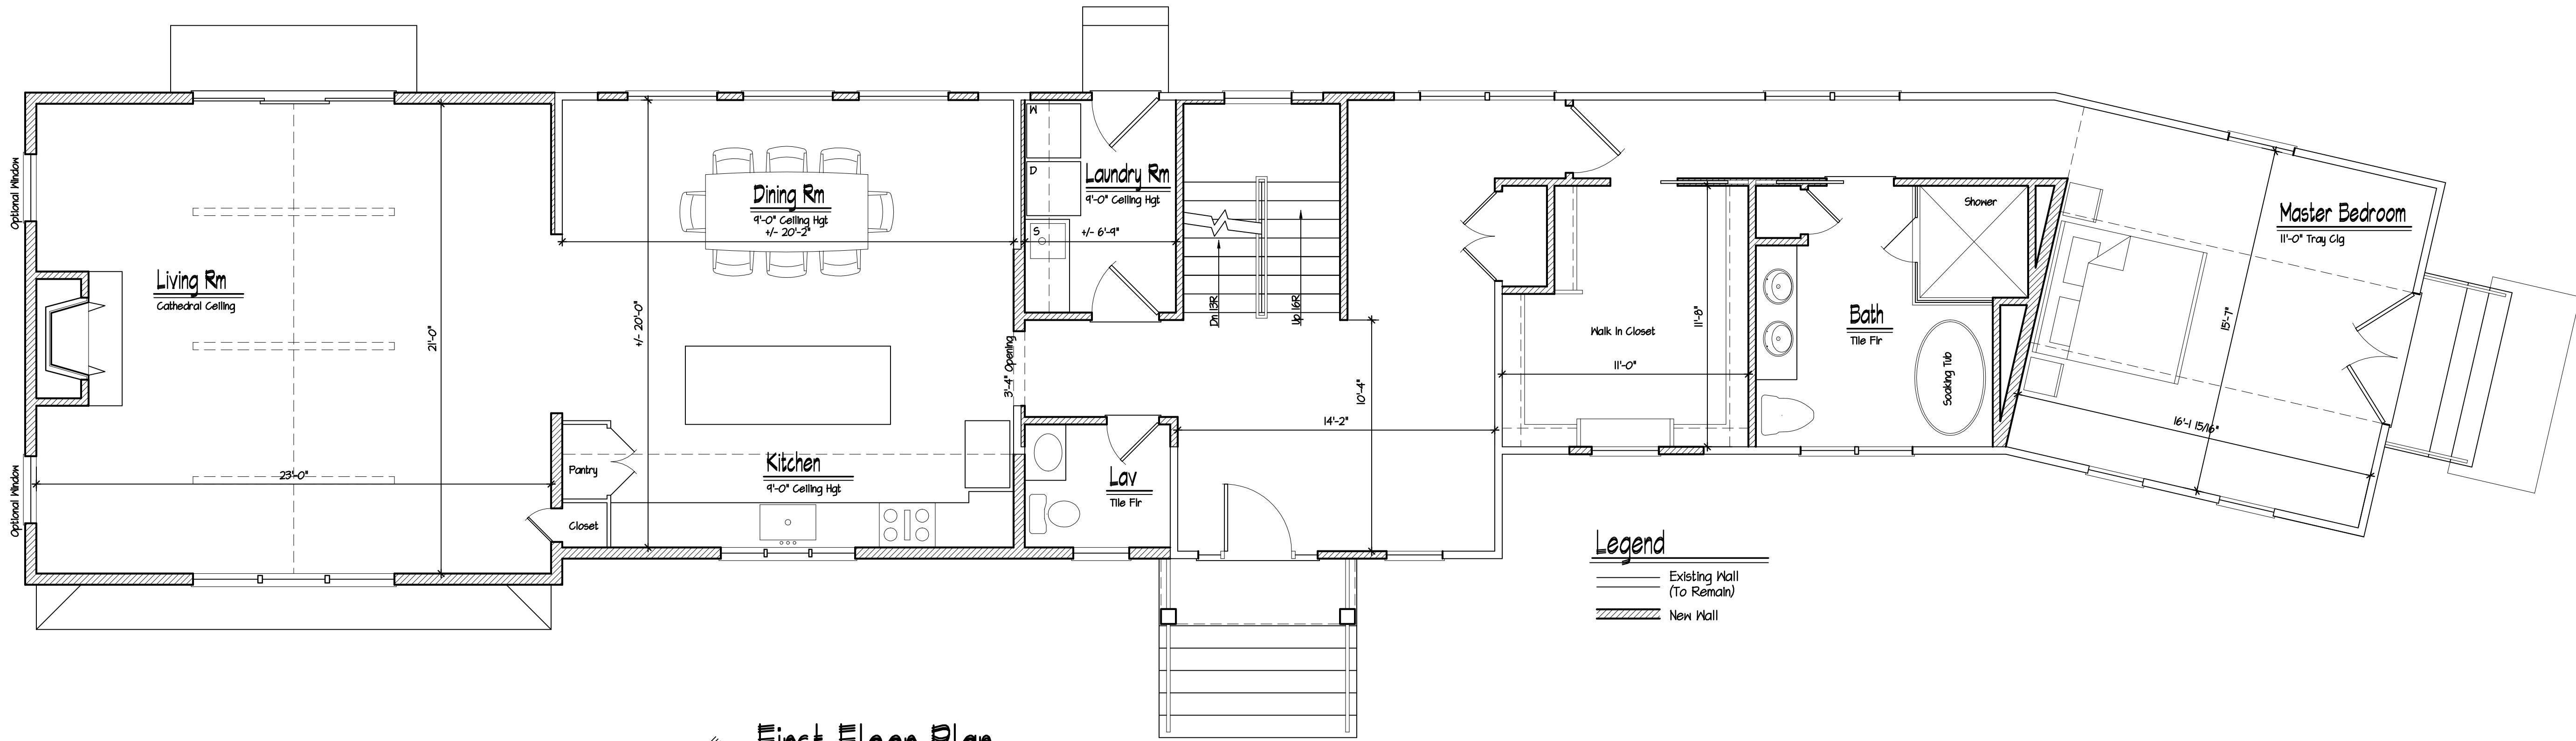 Optional Window
Optional Window
Living Rm
Cathedral Ceiling
23'-0"
21'-0"
Dining Rm
9'-0" Ceiling Hgt
+/- 20'-2"
+/- 20'-0"
Pantry
Closet
Kitchen
9'-0" Ceiling Hgt
3'-4" Opening
W
D
S
Laundry Rm
9'-0" Ceiling Hgt
+/- 6'-9"
Dn 13R
Up 16R
Lav
Tile Flr
14'-2"
10'-4"
Walk In Closet
11'-0"
11'-8"
Bath
Tile Flr
Shower
Soaking Tub
Master Bedroom
11'-0" Tray Clg
15'-7"
16'-1 15/16"
Legend
Existing Wall
(To Remain)
New Wall
First Floor Plan